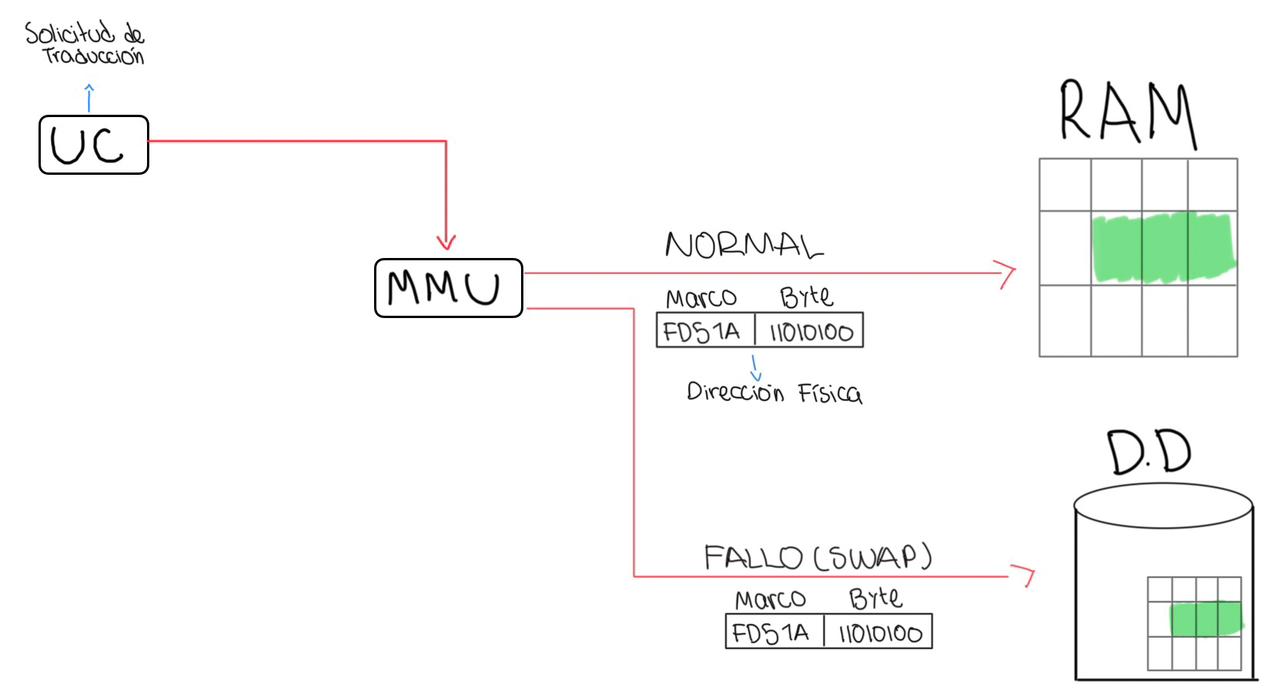 Solicitud de
Traducción
UC
RAM
NORMAL
MMU
Marco Byte
FD51A 11010100
Dirección Física
D.D
FALLO (SWAP)
Marco Byte
FD51A 11010100